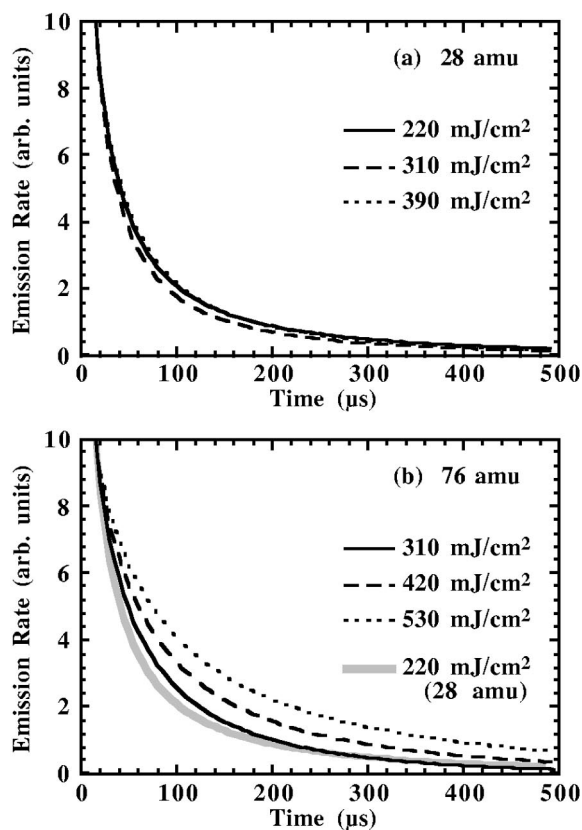 10
8
6
4
2
0
Emission Rate (arb. units)
(a) 28 amu
220 mJ/cm²
310 mJ/cm²
390 mJ/cm²
0 100 200 300 400 500
Time (µs)
10
8
6
4
2
0
Emission Rate (arb. units)
(b) 76 amu
310 mJ/cm²
420 mJ/cm²
530 mJ/cm²
220 mJ/cm²
(28 amu)
0 100 200 300 400 500
Time (µs)